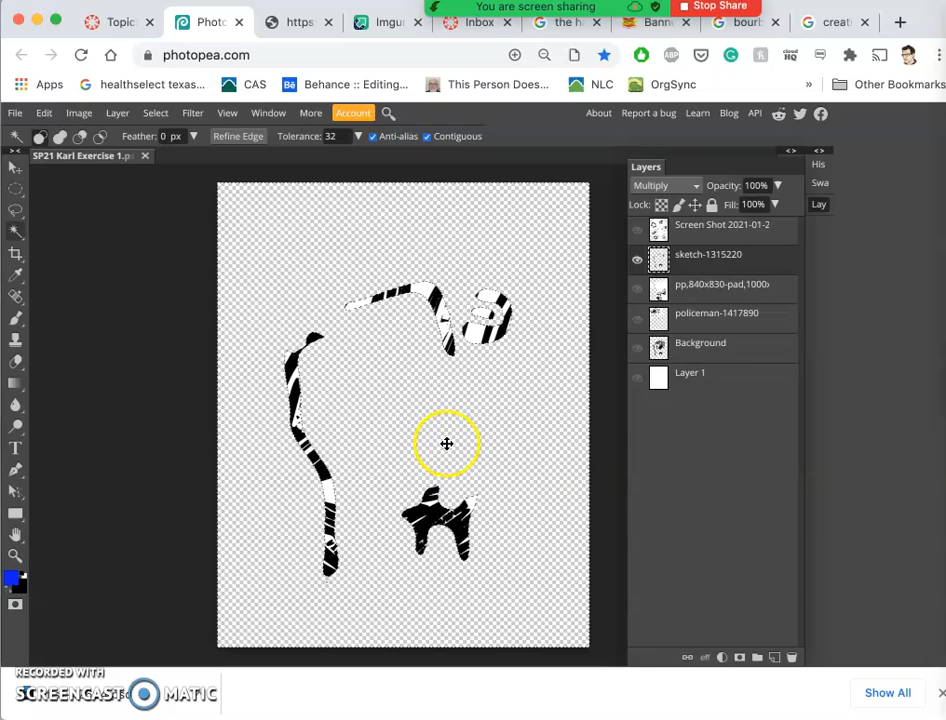 You are screen sharing Stop Share
Topic Photo https: Imgur Inbox the ha Bann bourb creati
photopea.com
Apps healthselect texas... CAS Behance :: Editing... This Person Does... NLC OrgSync » Other Bookmarks
File Edit Image Layer Select Filter View Window More Account About Report a bug Learn Blog API
Feather: 0 px Refine Edge Tolerance: 32 Anti-alias Contiguous
SP21 Karl Exercise 1.ps
Layers His
Multiply Opacity: 100% Swa
Lock: Fill: 100% Lay
Screen Shot 2021-01-2
sketch-1315220
pp,840x830-pad,1000x
policeman-1417890
Background
Layer 1
RECORDED WITH
SCREENCAST MATIC
Show All